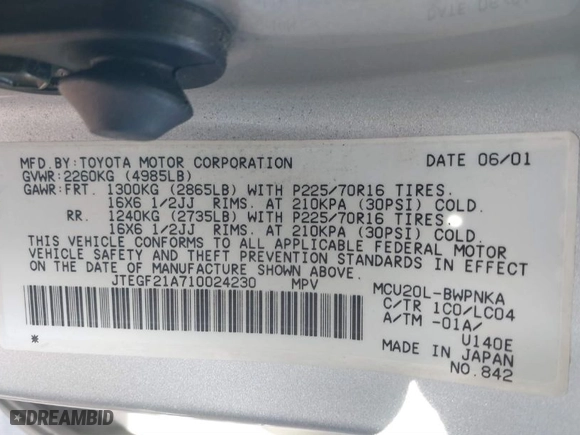 MFD.BY:TOYOTA MOTOR CORPORATION DATE 06/01
GVWR:2260KG (4985LB)
GAWR:FRT. 1300KG (2865LB) WITH P225/70R16 TIRES.
16X6 1/2JJ RIMS. AT 210KPA (30PSI) COLD.
RR. 1240KG (2735LB) WITH P225/70R16 TIRES.
16X6 1/2JJ RIMS. AT 210KPA (30PSI) COLD.
THIS VEHICLE CONFORMS TO ALL APPLICABLE FEDERAL MOTOR
VEHICLE SAFETY AND THEFT PREVENTION STANDARDS IN EFFECT
ON THE DATE OF MANUFACTURE SHOWN ABOVE.
JTEGF21A710024230 MPV MCU20L-BWPNKA
C/TR 1C0/LC04
A/TM -01A/
U140E
* MADE IN JAPAN
NO.842
DREAMBID